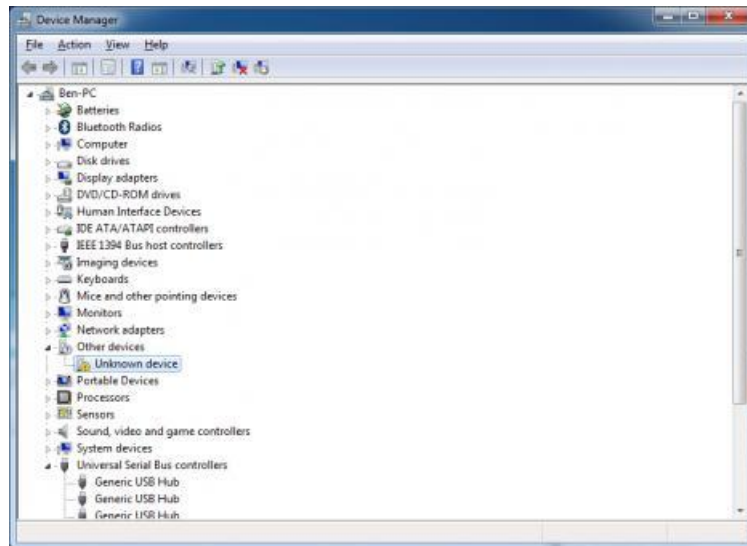 Device Manager
File Action View Help
Ben-PC
Batteries
Bluetooth Radios
Computer
Disk drives
Display adapters
DVD/CD-ROM drives
Human Interface Devices
IDE ATA/ATAPI controllers
IEEE 1394 Bus host controllers
Imaging devices
Keyboards
Mice and other pointing devices
Monitors
Network adapters
Other devices
Unknown device
Portable Devices
Processors
Sensors
Sound, video and game controllers
System devices
Universal Serial Bus controllers
Generic USB Hub
Generic USB Hub
Generic USB Hub